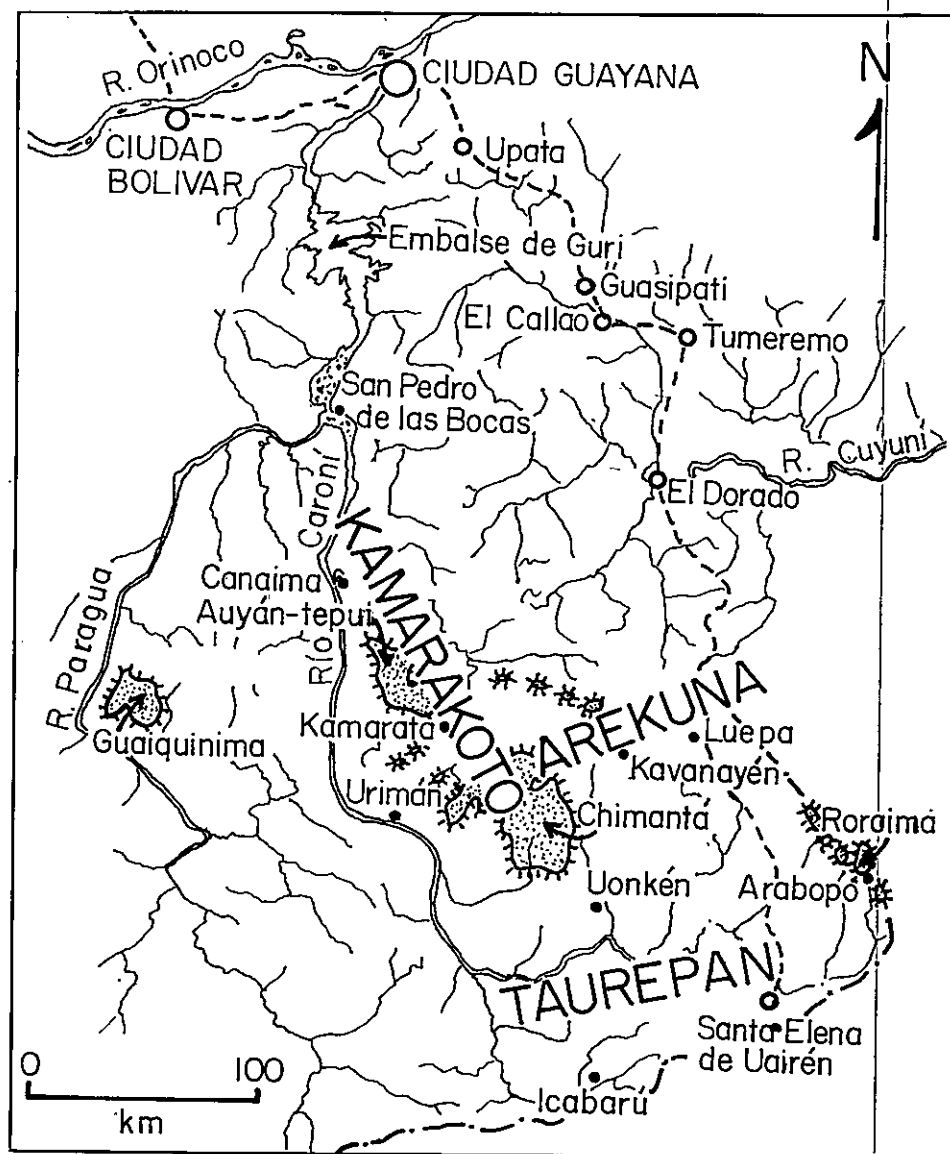 R. Orinoco
CIUDAD GUAYANA
N
CIUDAD
BOLIVAR
Upata
Embalse de Guri
Guasipati
El Callao
Tumeremo
San Pedro
de las Bocas
R. Cuyuní
El Dorado
Río Caroní
KAMARAKOTO
Canaima
Auyán-tepui
R. Paragua
AREKUNA
Kamarata
Luepa
Guaiquinima
Kavanayén
Urimán
Chimantá
Roraima
Arabopó
Uonkén
TAUREPAN
Santa Elena
de Uairén
Icabarú
0 100
km